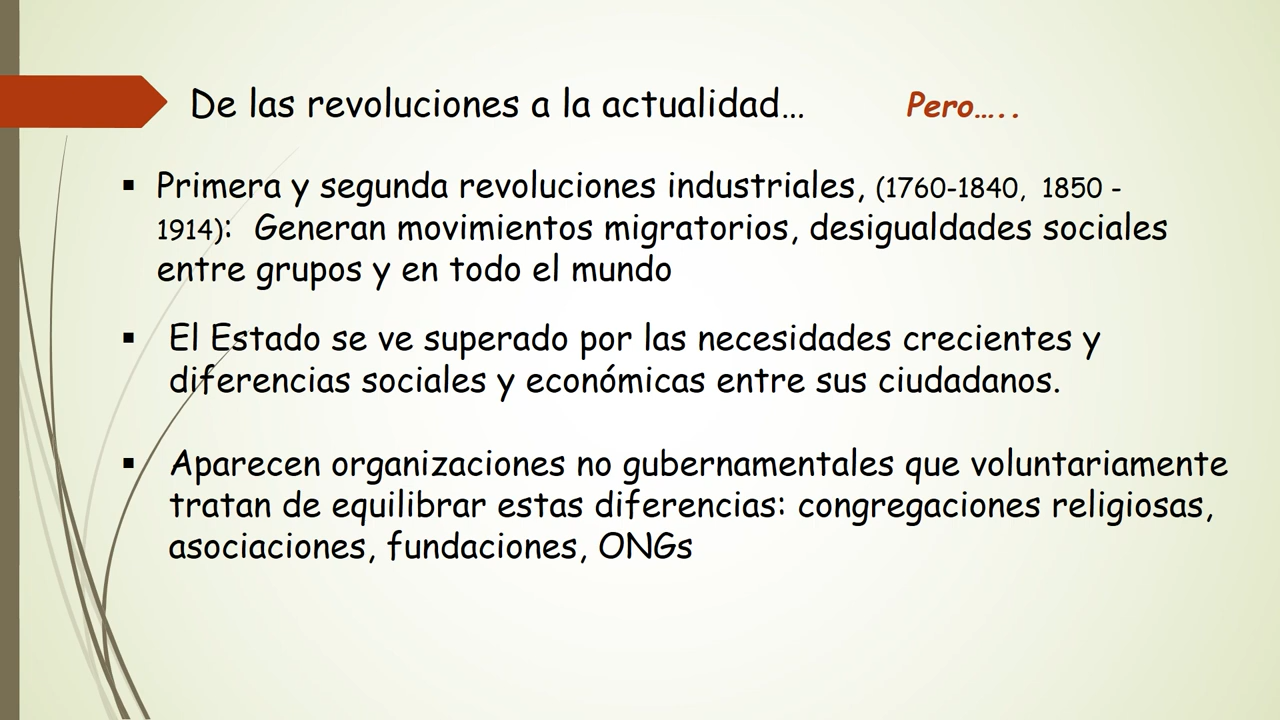 De las revoluciones a la actualidad... Pero.....
▪ Primera y segunda revoluciones industriales, (1760-1840, 1850 -
1914): Generan movimientos migratorios, desigualdades sociales
entre grupos y en todo el mundo
▪ El Estado se ve superado por las necesidades crecientes y
diferencias sociales y económicas entre sus ciudadanos.
▪ Aparecen organizaciones no gubernamentales que voluntariamente
tratan de equilibrar estas diferencias: congregaciones religiosas,
asociaciones, fundaciones, ONGs